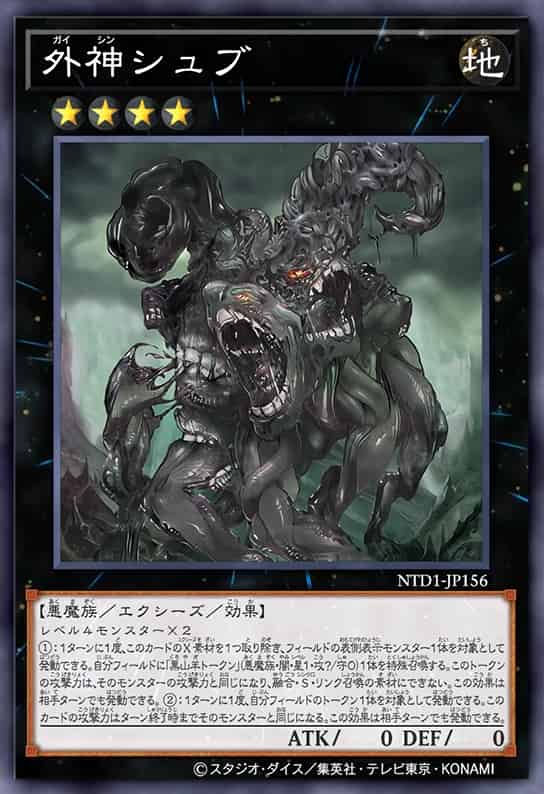 外神シュブ
ガイ シン
地
ち
NTD1-JP156
【悪魔族/エクシーズ/効果】
レベル4モンスター×2
①:1ターンに1度、このカードのX素材を1つ取り除き、フィールドの表側表示モンスター1体を対象として
発動できる。自分フィールドに「黒山羊トークン」(悪魔族・闇・星1・攻?/守0)1体を特殊召喚する。このトークン
の攻撃力は、そのモンスターの攻撃力と同じになり、融合・S・リンク召喚の素材にできない。この効果は
相手ターンでも発動できる。②:1ターンに1度、自分フィールドのトークン1体を対象として発動できる。この
カードの攻撃力はターン終了時までそのモンスターと同じになる。この効果は相手ターンでも発動できる。
ATK/ 0 DEF/ 0
©スタジオ・ダイス/集英社・テレビ東京・KONAMI